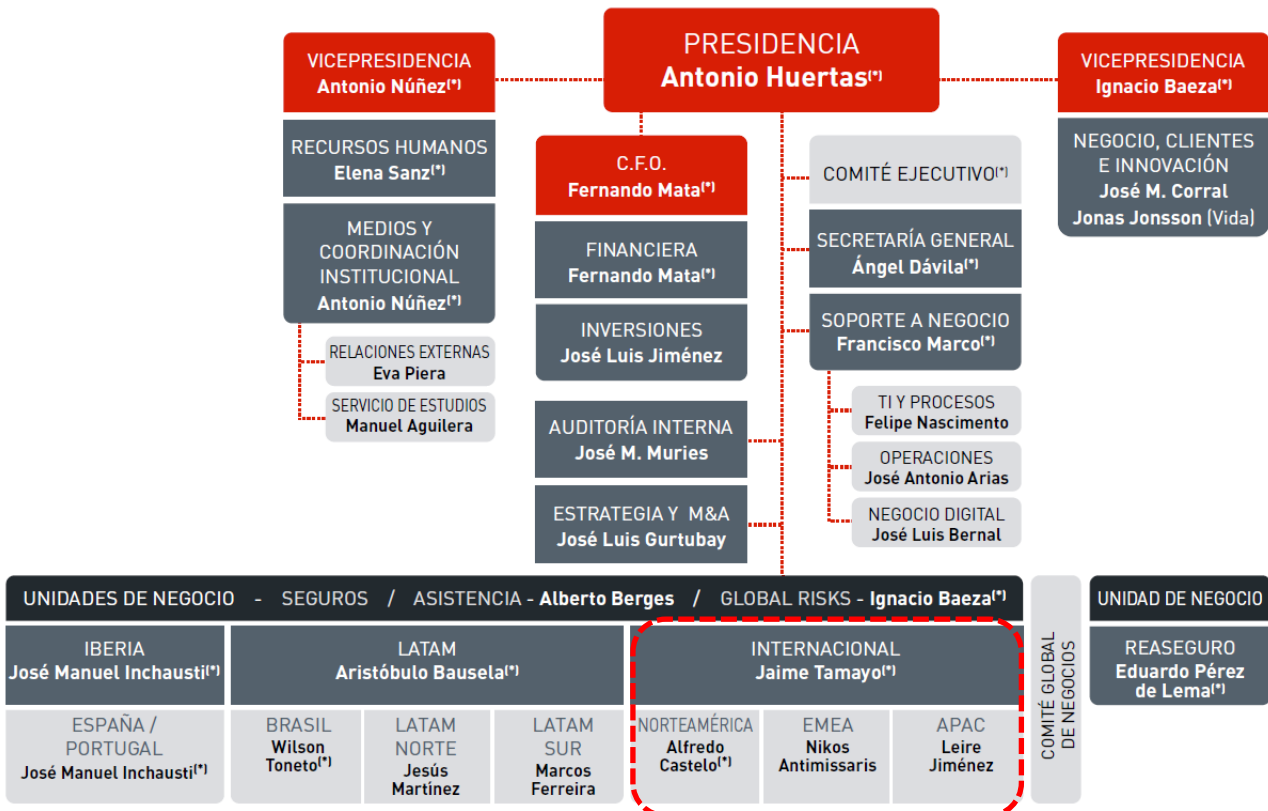 PRESIDENCIA
Antonio Huertas(*)
VICEPRESIDENCIA
Antonio Núñez(*)
RECURSOS HUMANOS
Elena Sanz(*)
MEDIOS Y
COORDINACIÓN
INSTITUCIONAL
Antonio Núñez(*)
RELACIONES EXTERNAS
Eva Piera
SERVICIO DE ESTUDIOS
Manuel Aguilera
C.F.O.
Fernando Mata(*)
FINANCIERA
Fernando Mata(*)
INVERSIONES
José Luis Jiménez
AUDITORÍA INTERNA
José M. Muries
ESTRATEGIA Y M&A
José Luis Gurtubay
COMITÉ EJECUTIVO(*)
SECRETARÍA GENERAL
Ángel Dávila(*)
SOPORTE A NEGOCIO
Francisco Marco(*)
TI Y PROCESOS
Felipe Nascimento
OPERACIONES
José Antonio Arias
NEGOCIO DIGITAL
José Luis Bernal
VICEPRESIDENCIA
Ignacio Baeza(*)
NEGOCIO, CLIENTES
E INNOVACIÓN
José M. Corral
Jonas Jonsson (Vida)
UNIDADES DE NEGOCIO - SEGUROS / ASISTENCIA - Alberto Berges / GLOBAL RISKS - Ignacio Baeza(*)
IBERIA
José Manuel Inchausti(*)
ESPAÑA /
PORTUGAL
José Manuel Inchausti(*)
LATAM
Aristóbulo Bausela(*)
BRASIL
Wilson
Toneto(*)
LATAM
NORTE
Jesús
Martínez
LATAM
SUR
Marcos
Ferreira
INTERNACIONAL
Jaime Tamayo(*)
NORTEAMÉRICA
Alfredo
Castelo(*)
EMEA
Nikos
Antimissaris
APAC
Leire
Jiménez
COMITÉ GLOBAL
DE NEGOCIOS
UNIDAD DE NEGOCIO
REASEGURO
Eduardo Pérez
de Lema(*)